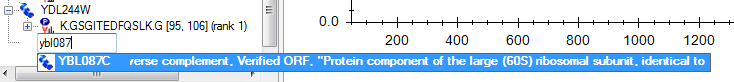 YDL244W
K.GSGITEDFQSLK.G [95, 106] (rank 1)
ybl087
YBL087C verse complement, Verified ORF, "Protein component of the large (60S) ribosomal subunit, identical to
0.0
200 400 600 800 1000 1200